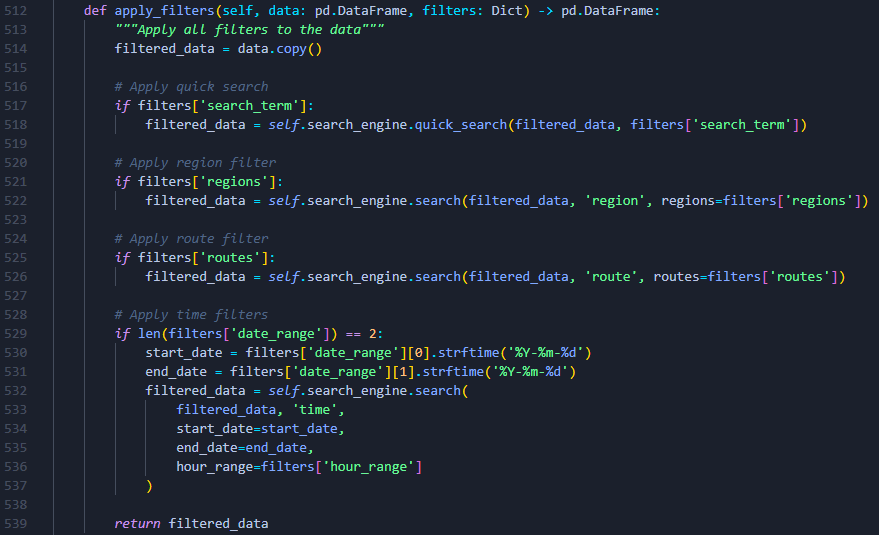 512 def apply_filters(self, data: pd.DataFrame, filters: Dict) -> pd.DataFrame:
513 """Apply all filters to the data"""
514 filtered_data = data.copy()
515
516 # Apply quick search
517 if filters['search_term']:
518 filtered_data = self.search_engine.quick_search(filtered_data, filters['search_term'])
519
520 # Apply region filter
521 if filters['regions']:
522 filtered_data = self.search_engine.search(filtered_data, 'region', regions=filters['regions'])
523
524 # Apply route filter
525 if filters['routes']:
526 filtered_data = self.search_engine.search(filtered_data, 'route', routes=filters['routes'])
527
528 # Apply time filters
529 if len(filters['date_range']) == 2:
530 start_date = filters['date_range'][0].strftime('%Y-%m-%d')
531 end_date = filters['date_range'][1].strftime('%Y-%m-%d')
532 filtered_data = self.search_engine.search(
533 filtered_data, 'time',
534 start_date=start_date,
535 end_date=end_date,
536 hour_range=filters['hour_range']
537 )
538
539 return filtered_data